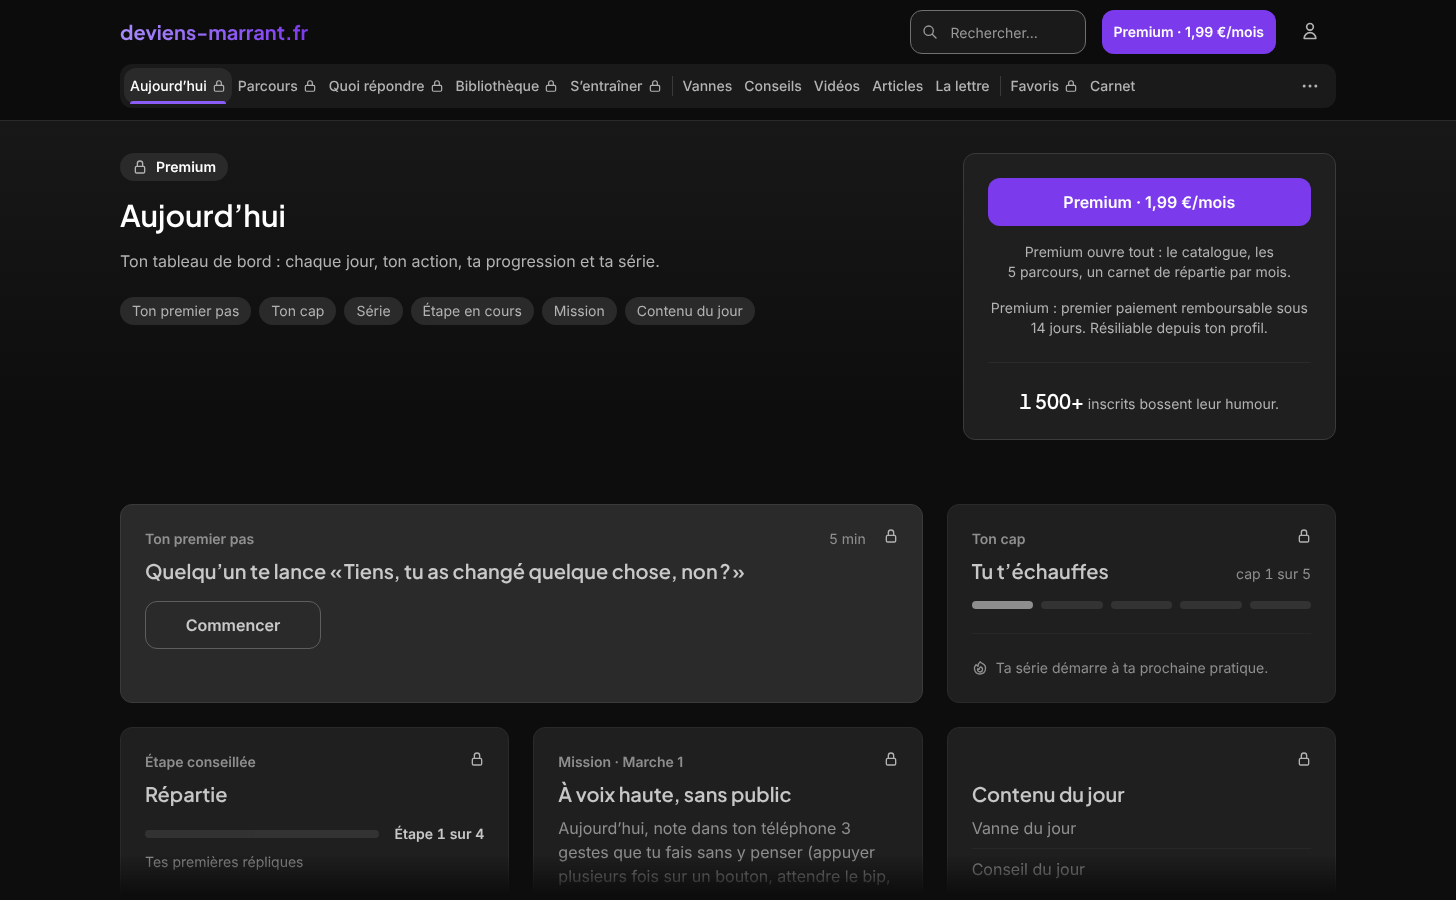 deviens-marrant.fr
Rechercher...
Premium · 1,99 €/mois
Aujourd’hui
Parcours
Quoi répondre
Bibliothèque
S’entraîner
Vannes
Conseils
Vidéos
Articles
La lettre
Favoris
Carnet
Premium
Aujourd’hui
Ton tableau de bord : chaque jour, ton action, ta progression et ta série.
Ton premier pas
Ton cap
Série
Étape en cours
Mission
Contenu du jour
Premium · 1,99 €/mois
Premium ouvre tout : le catalogue, les
5 parcours, un carnet de répartie par mois.
Premium : premier paiement remboursable sous
14 jours. Résiliable depuis ton profil.
1 500+ inscrits bossent leur humour.
Ton premier pas
5 min
Quelqu’un te lance « Tiens, tu as changé quelque chose, non ? »
Commencer
Ton cap
Tu t’échauffes
cap 1 sur 5
Ta série démarre à ta prochaine pratique.
Étape conseillée
Répartie
Étape 1 sur 4
Tes premières répliques
Mission · Marche 1
À voix haute, sans public
Aujourd’hui, note dans ton téléphone 3
gestes que tu fais sans y penser (appuyer
plusieurs fois sur un bouton, attendre le bip,
Contenu du jour
Vanne du jour
Conseil du jour